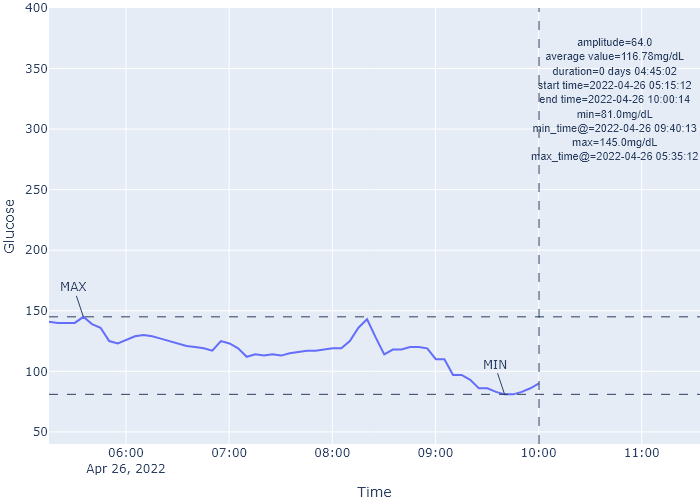 400
350
300
250
200
150
100
50
Glucose
amplitude=64.0
average value=116.78mg/dL
duration=0 days 04:45:02
start time=2022-04-26 05:15:12
end time=2022-04-26 10:00:14
min=81.0mg/dL
min_time@=2022-04-26 09:40:13
max=145.0mg/dL
max_time@=2022-04-26 05:35:12
MAX
MIN
06:00 07:00 08:00 09:00 10:00 11:00
Apr 26, 2022
Time